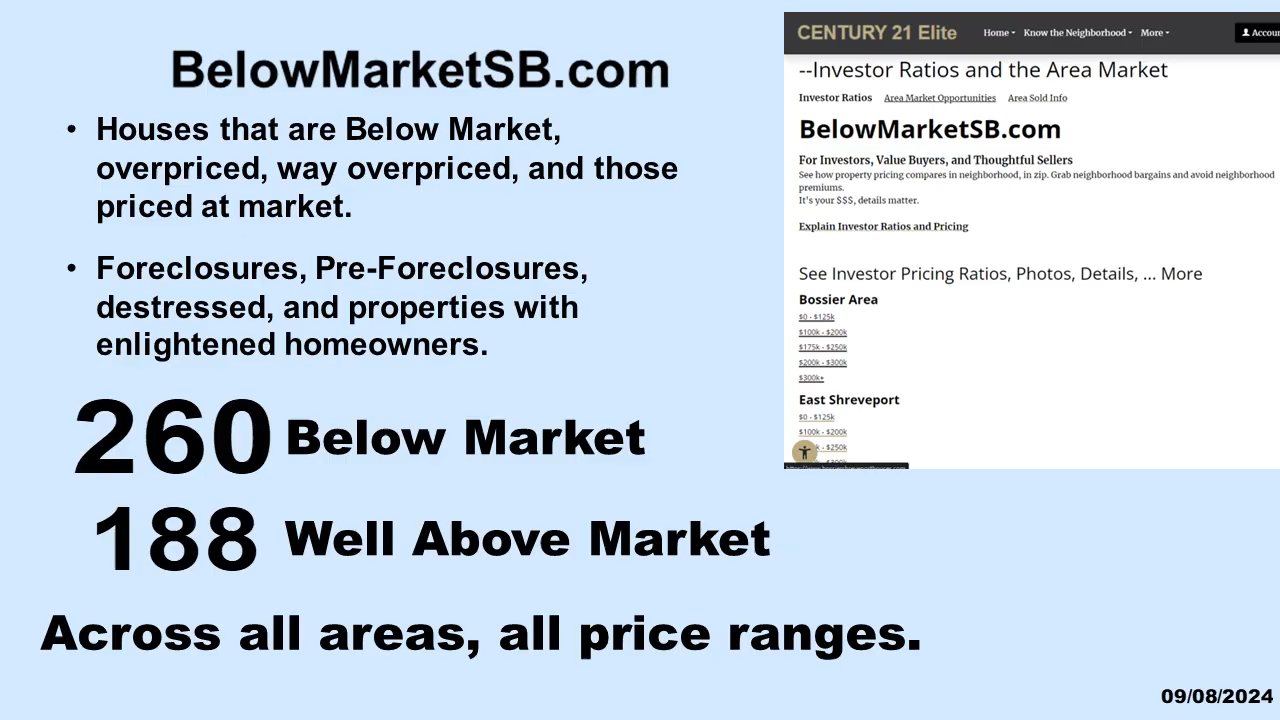 BelowMarketSB.com
• Houses that are Below Market,
overpriced, way overpriced, and those
priced at market.
• Foreclosures, Pre-Foreclosures,
destressed, and properties with
enlightened homeowners.
260 Below Market
188 Well Above Market
Across all areas, all price ranges.
09/08/2024
CENTURY 21 Elite Home Know the Neighborhood More Accoun
--Investor Ratios and the Area Market
Investor Ratios Area Market Opportunities Area Sold Info
BelowMarketSB.com
For Investors, Value Buyers, and Thoughtful Sellers
See how property pricing compares in neighborhood, in zip. Grab neighborhood bargains and avoid neighborhood
premiums.
It's your $$$, details matter.
Explain Investor Ratios and Pricing
See Investor Pricing Ratios, Photos, Details, ... More
Bossier Area
$0 - $125k
$100k - $200k
$175k - $250k
$200k - $300k
$300k+
East Shreveport
$0 - $125k
$100k - $200k
- $250k